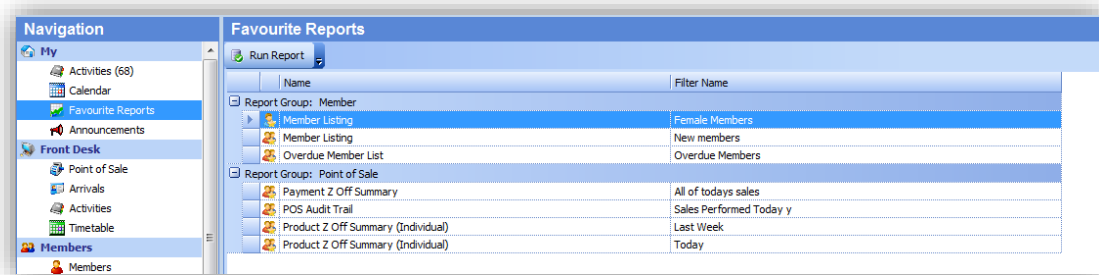 Navigation
My
Activities (68)
Calendar
Favourite Reports
Announcements
Front Desk
Point of Sale
Arrivals
Activities
Timetable
Members
Members
Favourite Reports
Run Report
Name Filter Name
Report Group: Member
Member Listing Female Members
Member Listing New members
Overdue Member List Overdue Members
Report Group: Point of Sale
Payment Z Off Summary All of todays sales
POS Audit Trail Sales Performed Today y
Product Z Off Summary (Individual) Last Week
Product Z Off Summary (Individual) Today